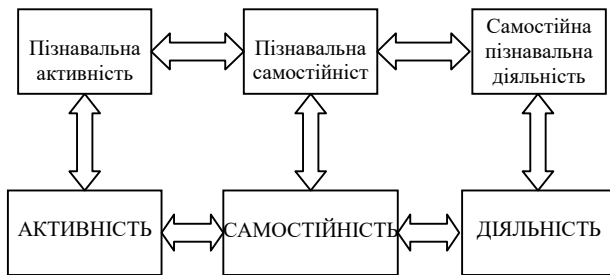 Пізнавальна
активність
Пізнавальна
самостійніст
Самостійна
пізнавальна
діяльність
АКТИВНІСТЬ
САМОСТІЙНІСТЬ
ДІЯЛЬНІСТЬ